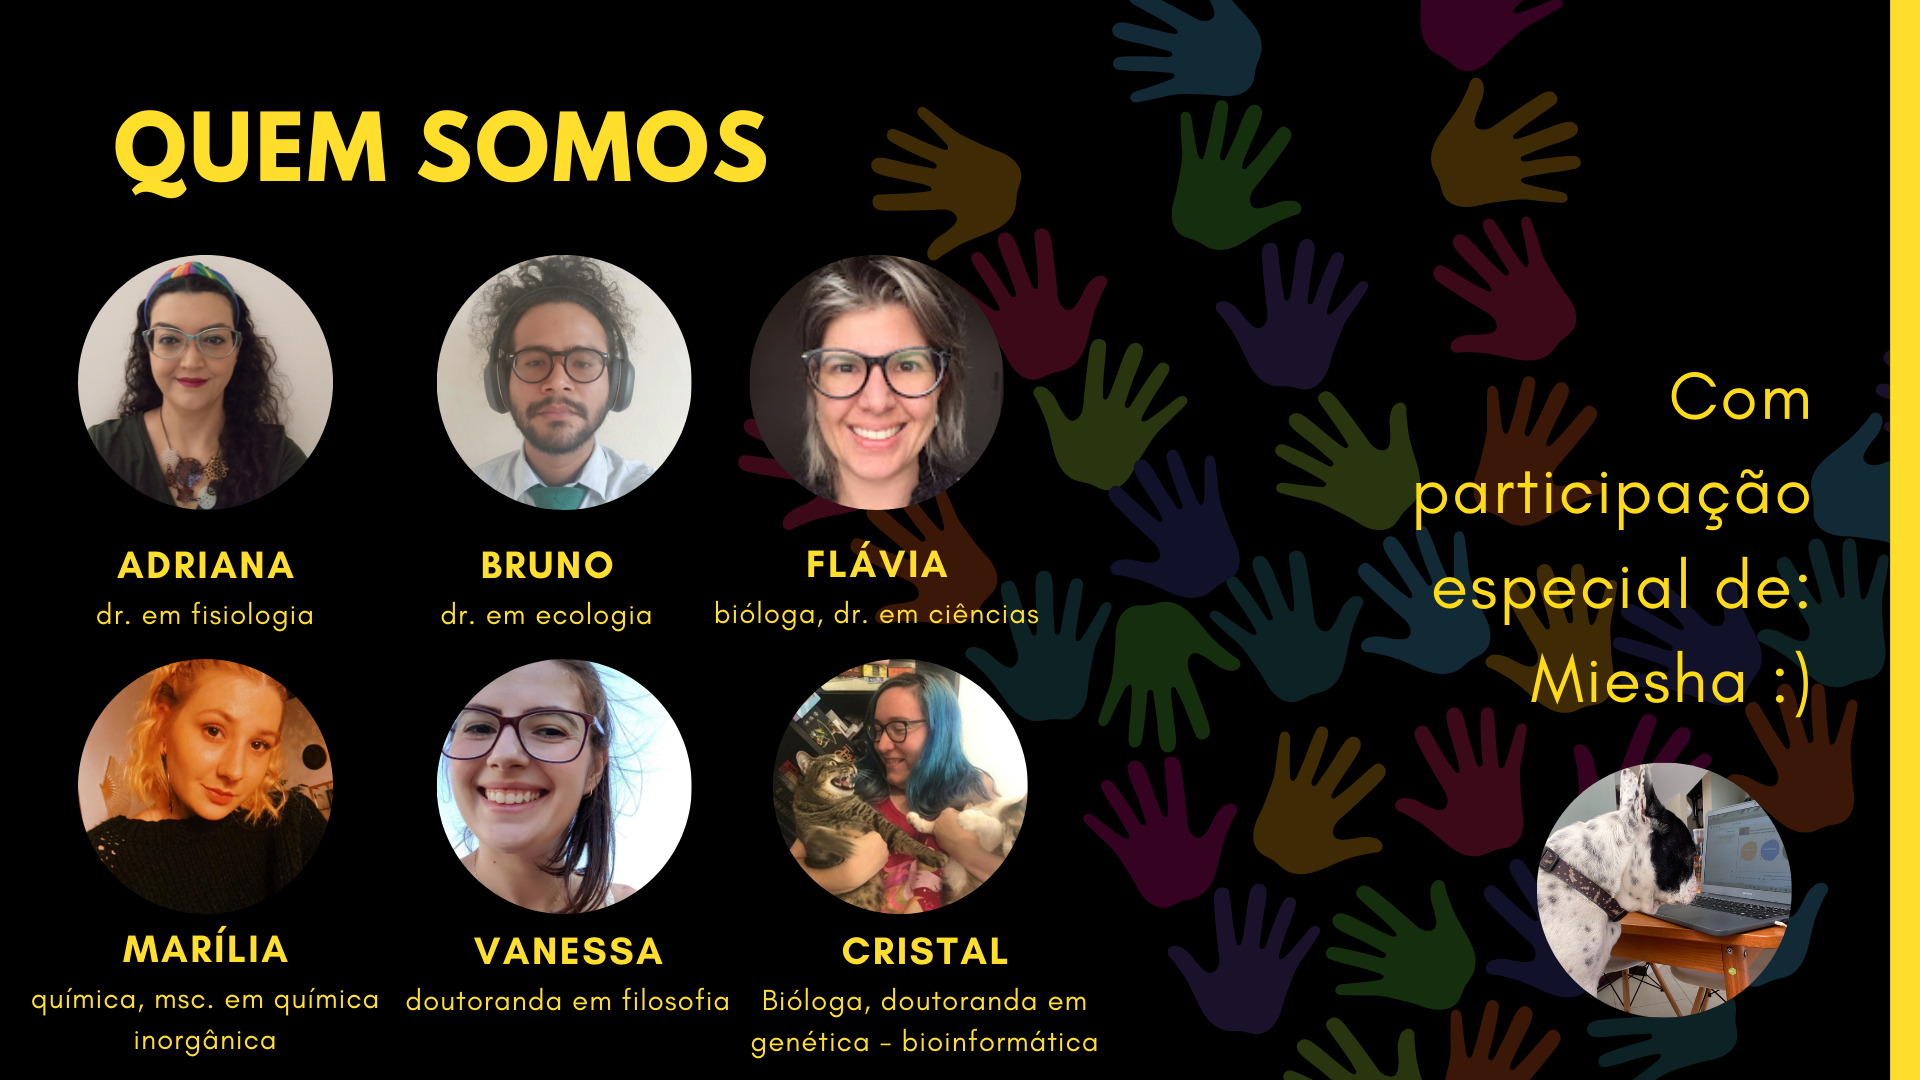 QUEM SOMOS
ADRIANA
dr. em fisiologia
BRUNO
dr. em ecologia
FLÁVIA
bióloga, dr. em ciências
MARÍLIA
química, msc. em química
inorgânica
VANESSA
doutoranda em filosofia
CRISTAL
Bióloga, doutoranda em
genética - bioinformática
Com
participação
especial de:
Miesha :)